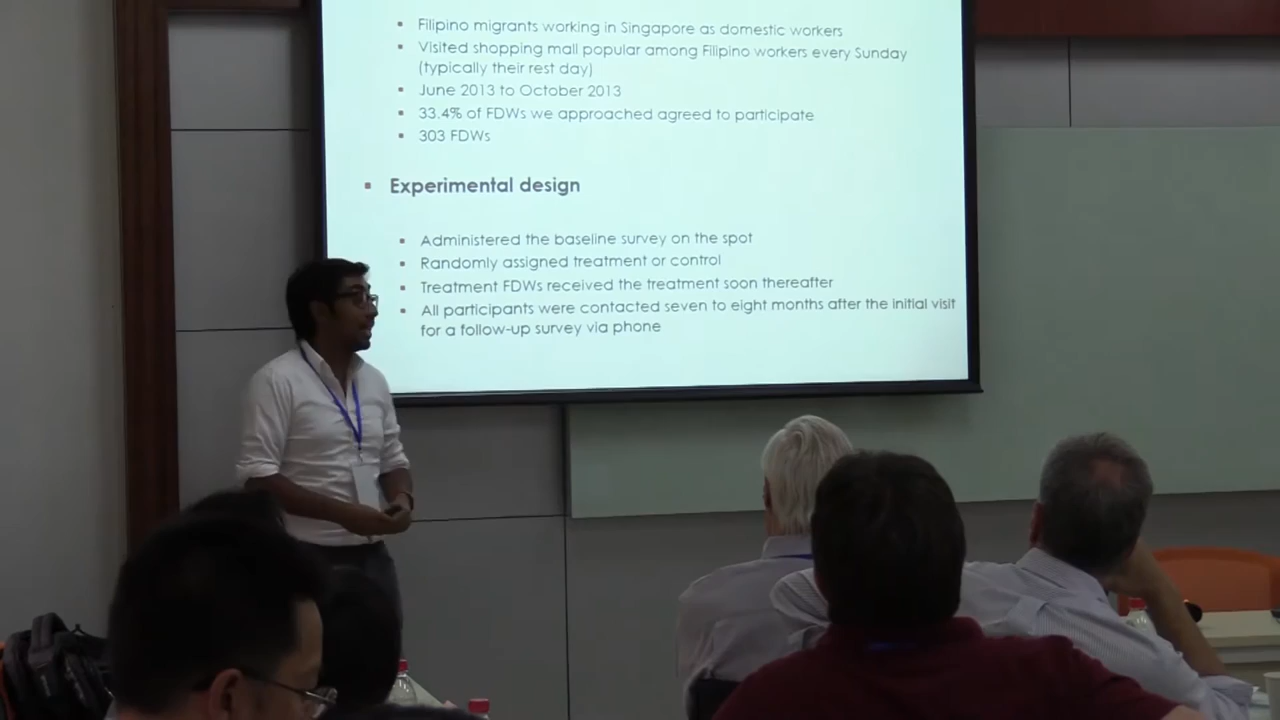 Filipino migrants working in Singapore as domestic workers
Visited shopping mall popular among Filipino workers every Sunday
(typically their rest day)
June 2013 to October 2013
33.4% of FDWs we approached agreed to participate
303 FDWs
Experimental design
Administered the baseline survey on the spot
Randomly assigned treatment or control
Treatment FDWs received the treatment soon thereafter
All participants were contacted seven to eight months after the initial visit
for a follow-up survey via phone